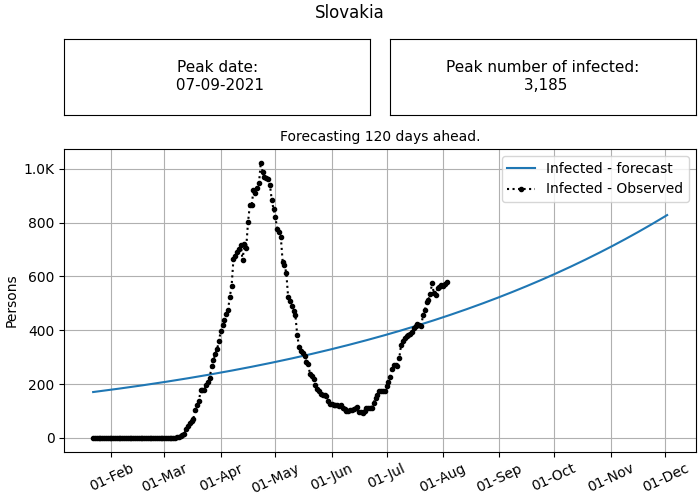 Slovakia
Peak date:
07-09-2021
Peak number of infected:
3,185
Forecasting 120 days ahead.
Infected - forecast
Infected - Observed
1.0K
800
600
400
200
0
Persons
01-Feb
01-Mar
01-Apr
01-May
01-Jun
01-Jul
01-Aug
01-Sep
01-Oct
01-Nov
01-Dec